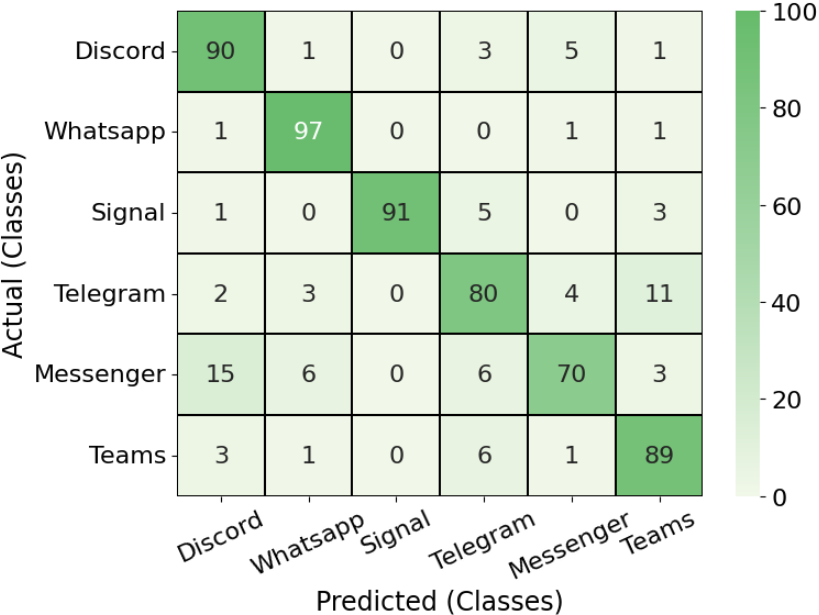 Actual (Classes)
Discord 90 1 0 3 5 1
Whatsapp 1 97 0 0 1 1
Signal 1 0 91 5 0 3
Telegram 2 3 0 80 4 11
Messenger 15 6 0 6 70 3
Teams 3 1 0 6 1 89
Discord Whatsapp Signal Telegram Messenger Teams
Predicted (Classes)
100
80
60
40
20
0